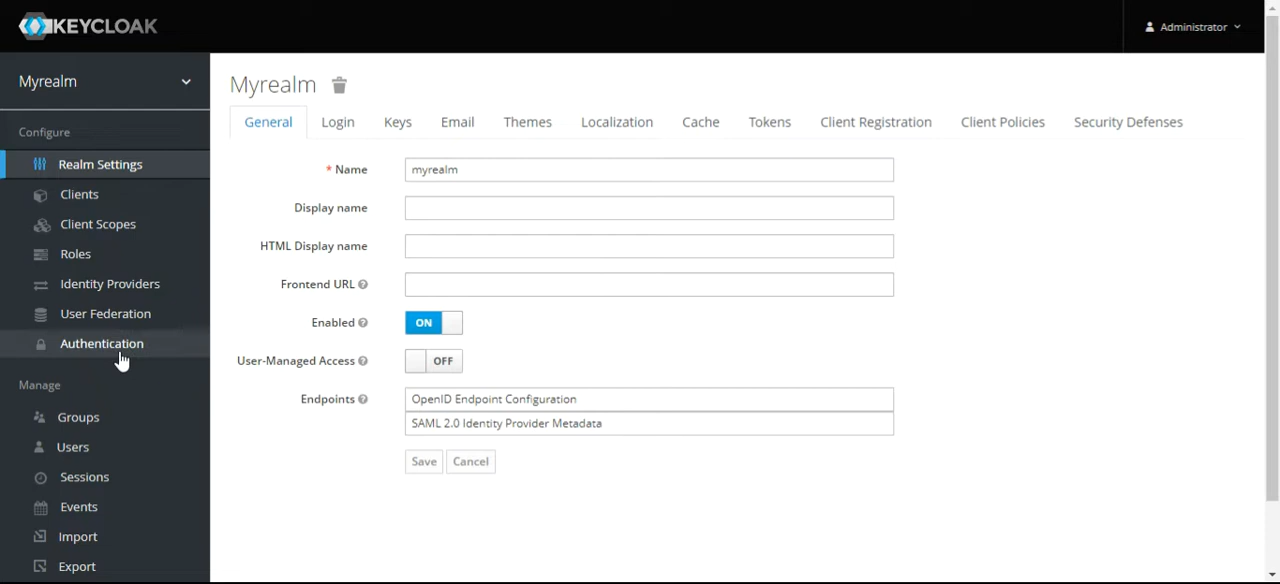 KEYCLOAK
Administrator
Myrealm
Configure
Realm Settings
Clients
Client Scopes
Roles
Identity Providers
User Federation
Authentication
Manage
Groups
Users
Sessions
Events
Import
Export
Myrealm
General Login Keys Email Themes Localization Cache Tokens Client Registration Client Policies Security Defenses
* Name myrealm
Display name
HTML Display name
Frontend URL
Enabled ON
User-Managed Access OFF
Endpoints OpenID Endpoint Configuration
SAML 2.0 Identity Provider Metadata
Save Cancel